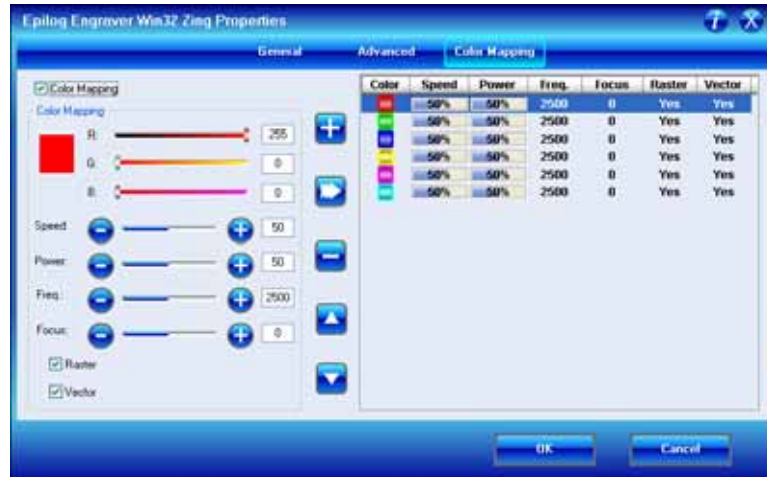 Epilog Engraver Win32 Zing Properties
General Advanced Color Mapping
Color Mapping
Color Mapping
R: 255
G: 0
B: 0
Speed: 50
Power: 50
Freq.: 2500
Focus: 0
Raster
Vector
Color Speed Power Freq. Focus Raster Vector
50% 50% 2500 0 Yes Yes
50% 50% 2500 0 Yes Yes
50% 50% 2500 0 Yes Yes
50% 50% 2500 0 Yes Yes
50% 50% 2500 0 Yes Yes
50% 50% 2500 0 Yes Yes
OK Cancel